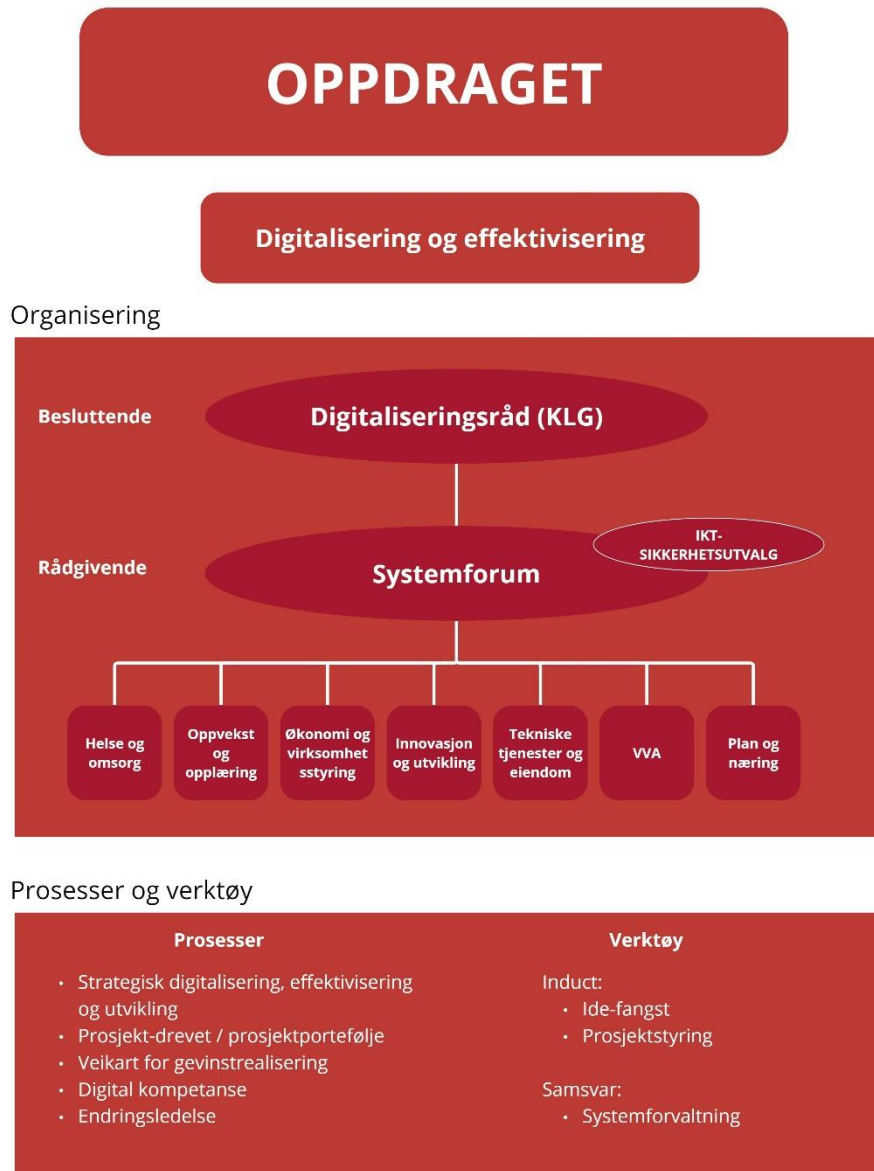 OPPDRAGET
Digitalisering og effektivisering
Organisering
Besluttende
Digitaliseringsråd (KLG)
IKT-
SIKKERHETSUTVALG
Rådgivende
Systemforum
Helse og
omsorg
Oppvekst
og
opplæring
Økonomi og
virksomhet
sstyring
Innovasjon
og utvikling
Tekniske
tjenester og
eiendom
VVA
Plan og
næring
Prosesser og verktøy
Prosesser
• Strategisk digitalisering, effektivisering
og utvikling
• Prosjekt-drevet / prosjektportefølje
• Veikart for gevinstrealisering
• Digital kompetanse
• Endringsledelse
Verktøy
Induct:
• Ide-fangst
• Prosjektstyring
Samsvar:
• Systemforvaltning